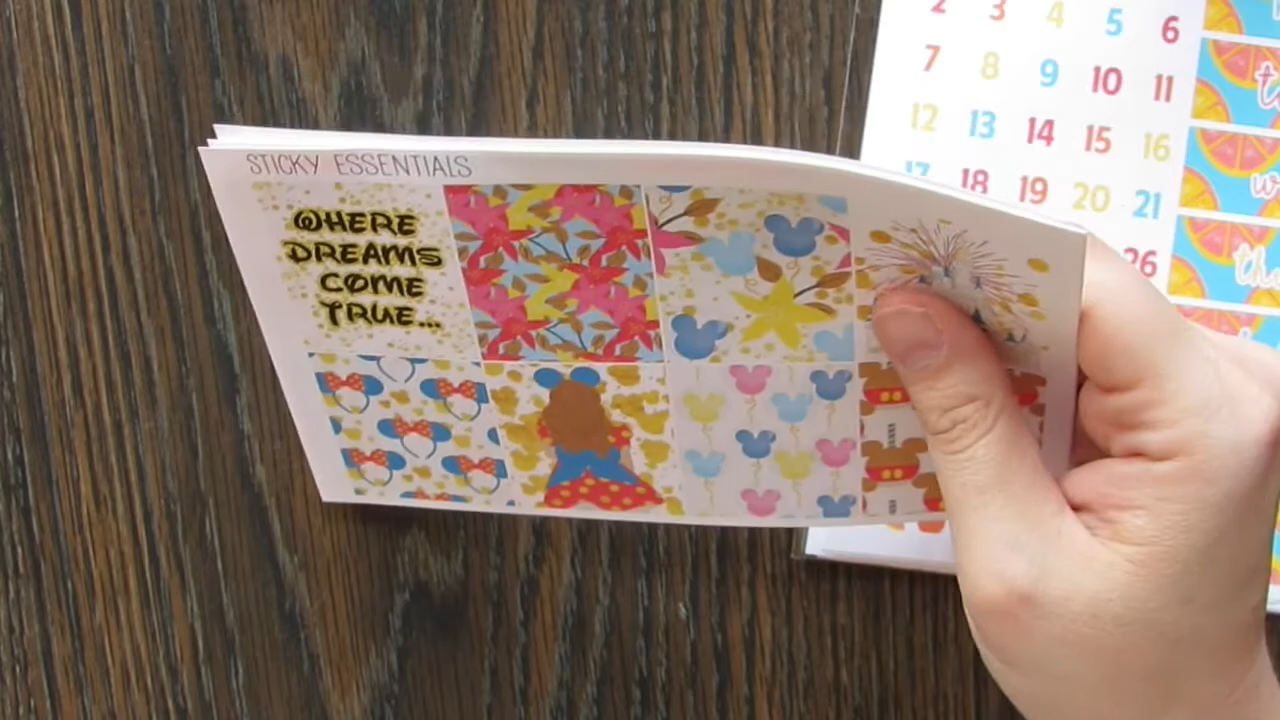 STICKY ESSENTIALS
WHERE
DREAMS
COME
TRUE...
2 3 4 5 6
7 8 9 10 11
12 13 14 15 16
17 18 19 20 21
26